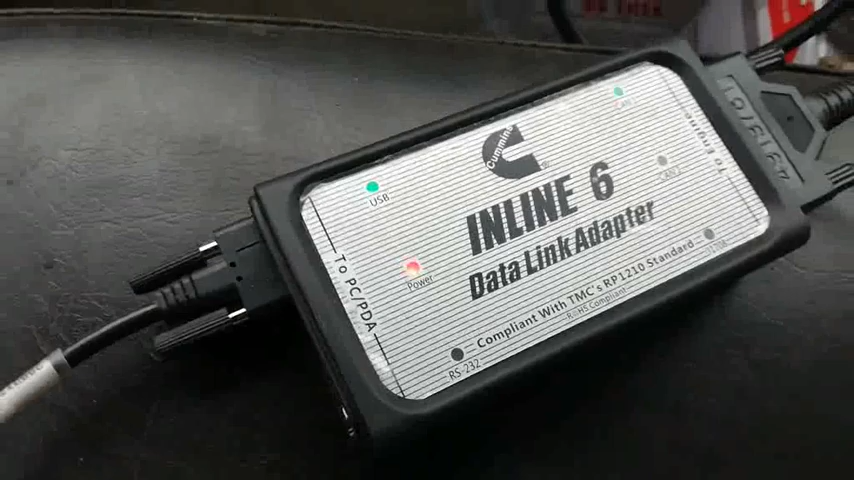 Cummins
®
INLINE 6
Data Link Adapter
Compliant With TMC's RP1210 Standard
RoHS Compliant
USB
Power
To PC/PDA
RS-232
CAN1
CAN2
To Engine
4919767